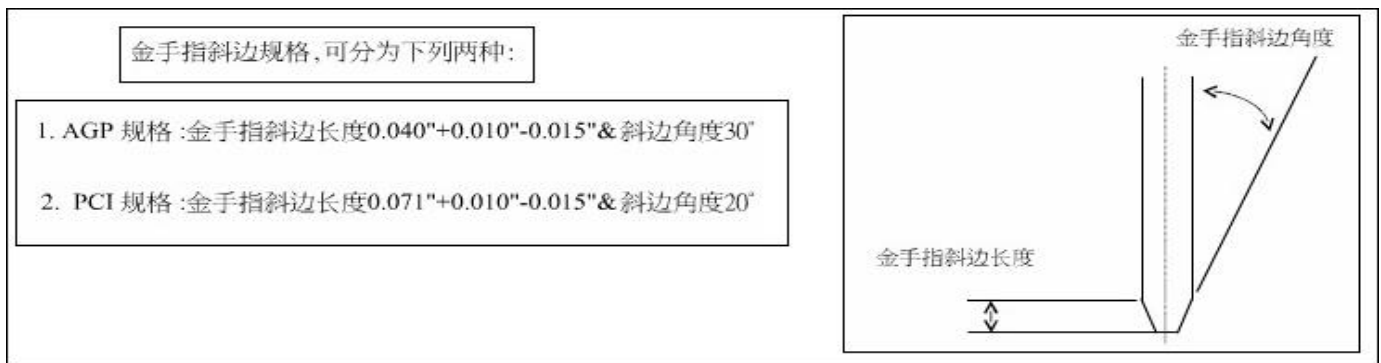 金手指斜边规格,可分为下列两种:
1. AGP 规格 :金手指斜边长度0.040"+0.010"-0.015"& 斜边角度30°
2. PCI 规格 :金手指斜边长度0.071"+0.010"-0.015"& 斜边角度20°
金手指斜边角度
金手指斜边长度